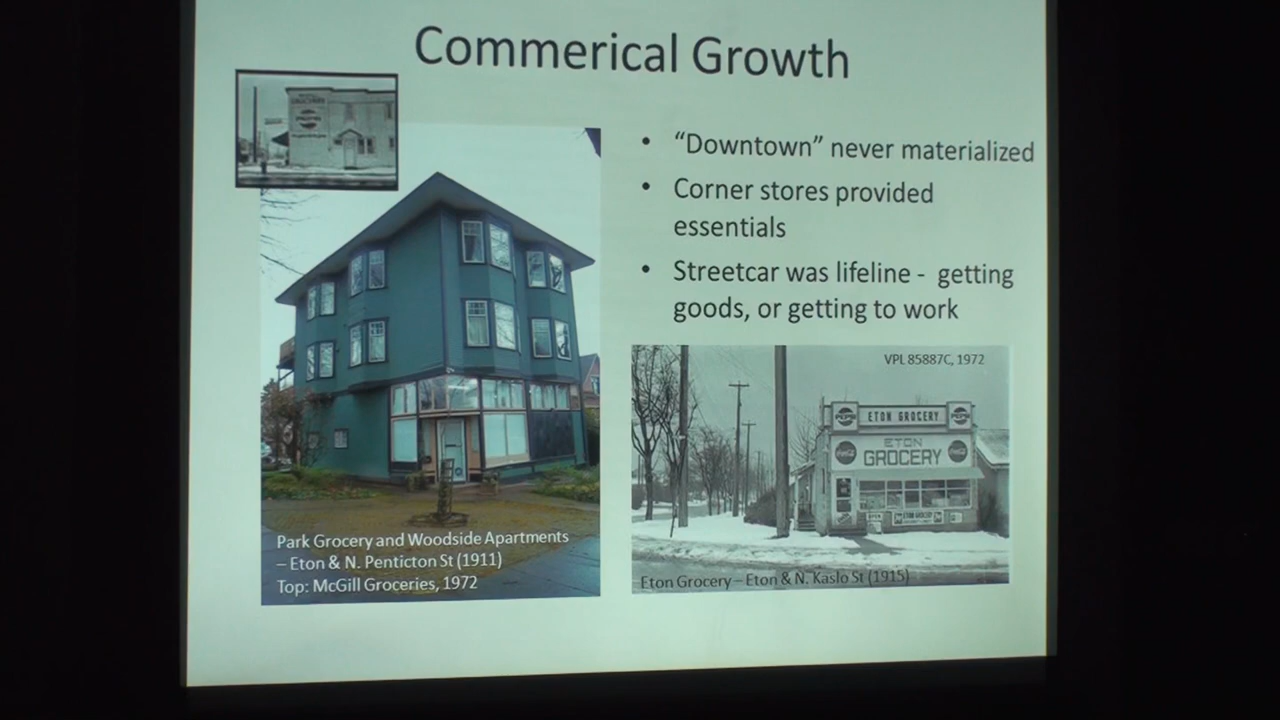 Commerical Growth
• “Downtown” never materialized
• Corner stores provided
essentials
• Streetcar was lifeline - getting
goods, or getting to work
Park Grocery and Woodside Apartments
– Eton & N. Penticton St (1911)
Top: McGill Groceries, 1972
VPL 85887C, 1972
PEPSI ETON GROCERY PEPSI
ETON
GROCERY
Eton Grocery – Eton & N. Kaslo St (1915)